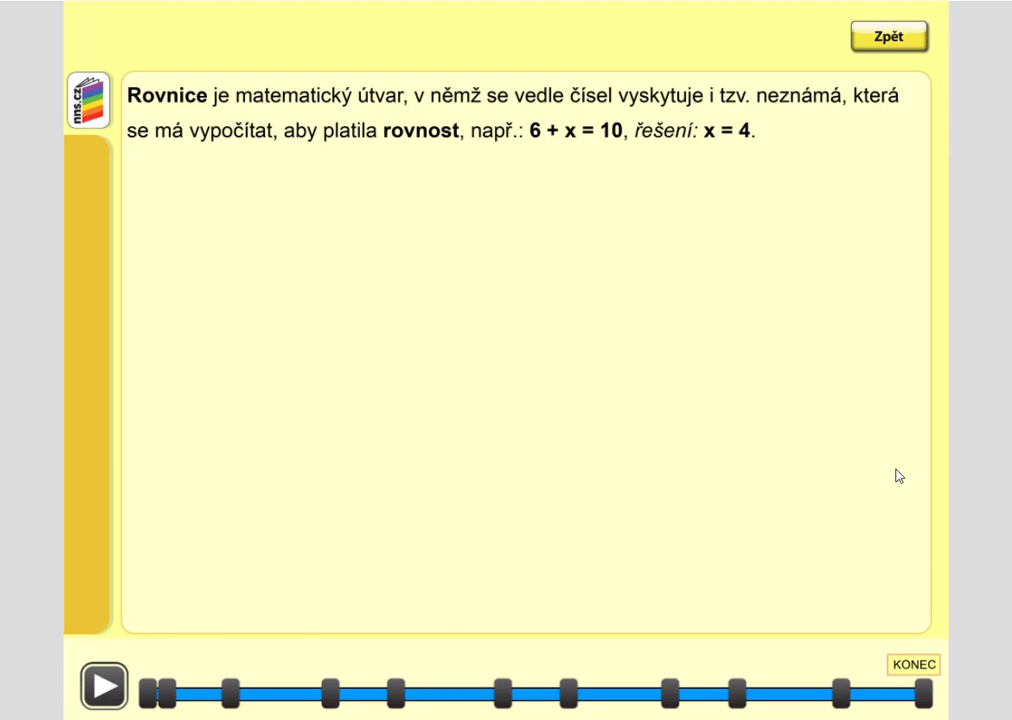 Zpět
nns.cz
Rovnice je matematický útvar, v němž se vedle čísel vyskytuje i tzv. neznámá, která
se má vypočítat, aby platila rovnost, např.: 6 + x = 10, řešení: x = 4.
KONEC